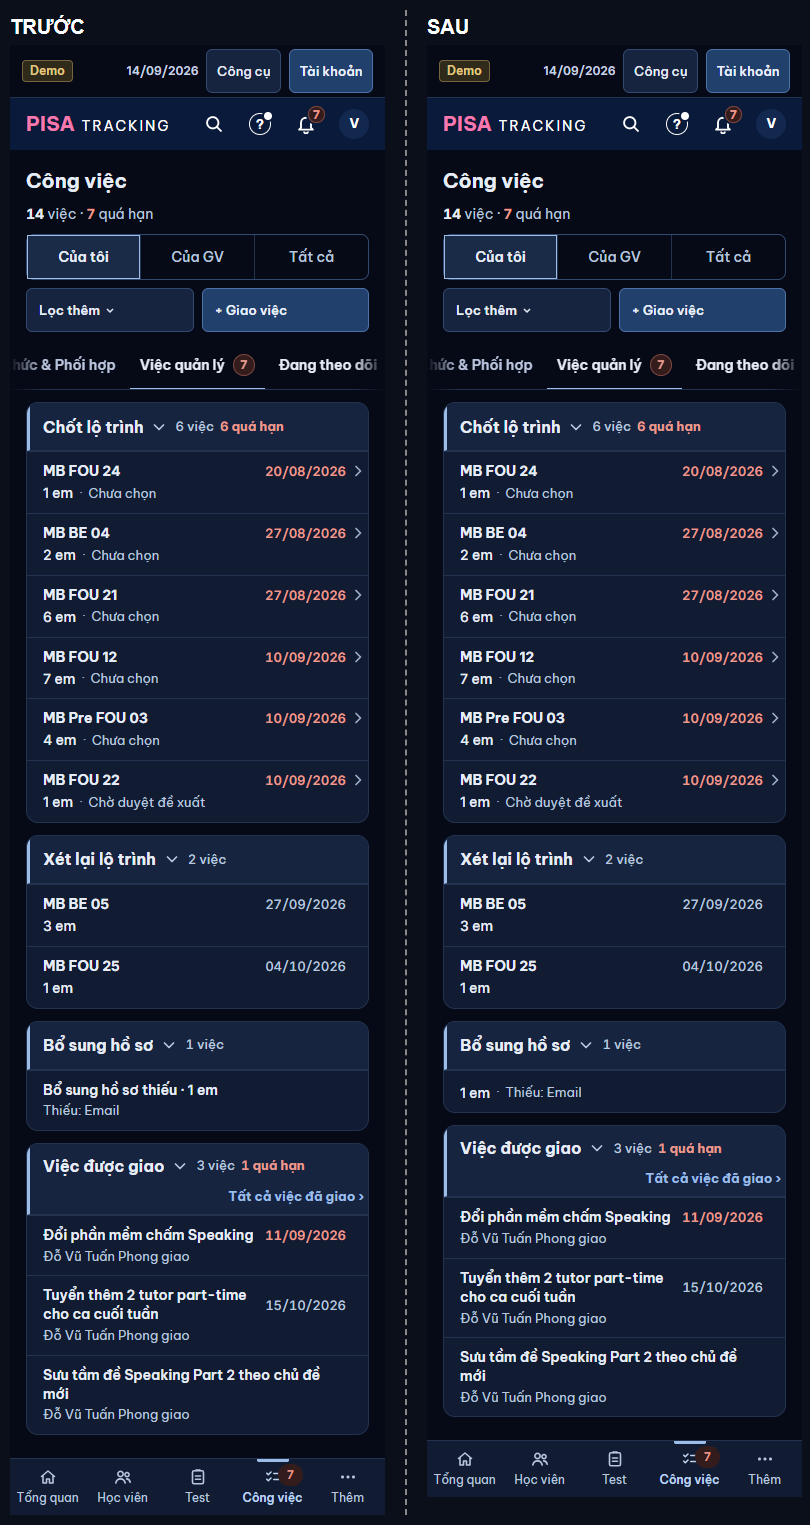 TRƯỚC
Demo 14/09/2026 Công cụ Tài khoản
PISA TRACKING ? 7 V
Công việc
14 việc · 7 quá hạn
Của tôi Của GV Tất cả
Lọc thêm + Giao việc
hức & Phối hợp Việc quản lý 7 Đang theo dõi
Chốt lộ trình 6 việc 6 quá hạn
MB FOU 24 20/08/2026
1 em · Chưa chọn
MB BE 04 27/08/2026
2 em · Chưa chọn
MB FOU 21 27/08/2026
6 em · Chưa chọn
MB FOU 12 10/09/2026
7 em · Chưa chọn
MB Pre FOU 03 10/09/2026
4 em · Chưa chọn
MB FOU 22 10/09/2026
1 em · Chờ duyệt đề xuất
Xét lại lộ trình 2 việc
MB BE 05 27/09/2026
3 em
MB FOU 25 04/10/2026
1 em
Bổ sung hồ sơ 1 việc
Bổ sung hồ sơ thiếu · 1 em
Thiếu: Email
Việc được giao 3 việc 1 quá hạn
Tất cả việc đã giao ›
Đổi phần mềm chấm Speaking 11/09/2026
Đỗ Vũ Tuấn Phong giao
Tuyển thêm 2 tutor part-time
cho ca cuối tuần 15/10/2026
Đỗ Vũ Tuấn Phong giao
Sưu tầm đề Speaking Part 2 theo chủ đề
mới
Đỗ Vũ Tuấn Phong giao
7
Tổng quan Học viên Test Công việc Thêm
SAU
Demo 14/09/2026 Công cụ Tài khoản
PISA TRACKING ? 7 V
Công việc
14 việc · 7 quá hạn
Của tôi Của GV Tất cả
Lọc thêm + Giao việc
hức & Phối hợp Việc quản lý 7 Đang theo dõi
Chốt lộ trình 6 việc 6 quá hạn
MB FOU 24 20/08/2026
1 em · Chưa chọn
MB BE 04 27/08/2026
2 em · Chưa chọn
MB FOU 21 27/08/2026
6 em · Chưa chọn
MB FOU 12 10/09/2026
7 em · Chưa chọn
MB Pre FOU 03 10/09/2026
4 em · Chưa chọn
MB FOU 22 10/09/2026
1 em · Chờ duyệt đề xuất
Xét lại lộ trình 2 việc
MB BE 05 27/09/2026
3 em
MB FOU 25 04/10/2026
1 em
Bổ sung hồ sơ 1 việc
1 em · Thiếu: Email
Việc được giao 3 việc 1 quá hạn
Tất cả việc đã giao ›
Đổi phần mềm chấm Speaking 11/09/2026
Đỗ Vũ Tuấn Phong giao
Tuyển thêm 2 tutor part-time
cho ca cuối tuần 15/10/2026
Đỗ Vũ Tuấn Phong giao
Sưu tầm đề Speaking Part 2 theo chủ đề
mới
Đỗ Vũ Tuấn Phong giao
7
Tổng quan Học viên Test Công việc Thêm